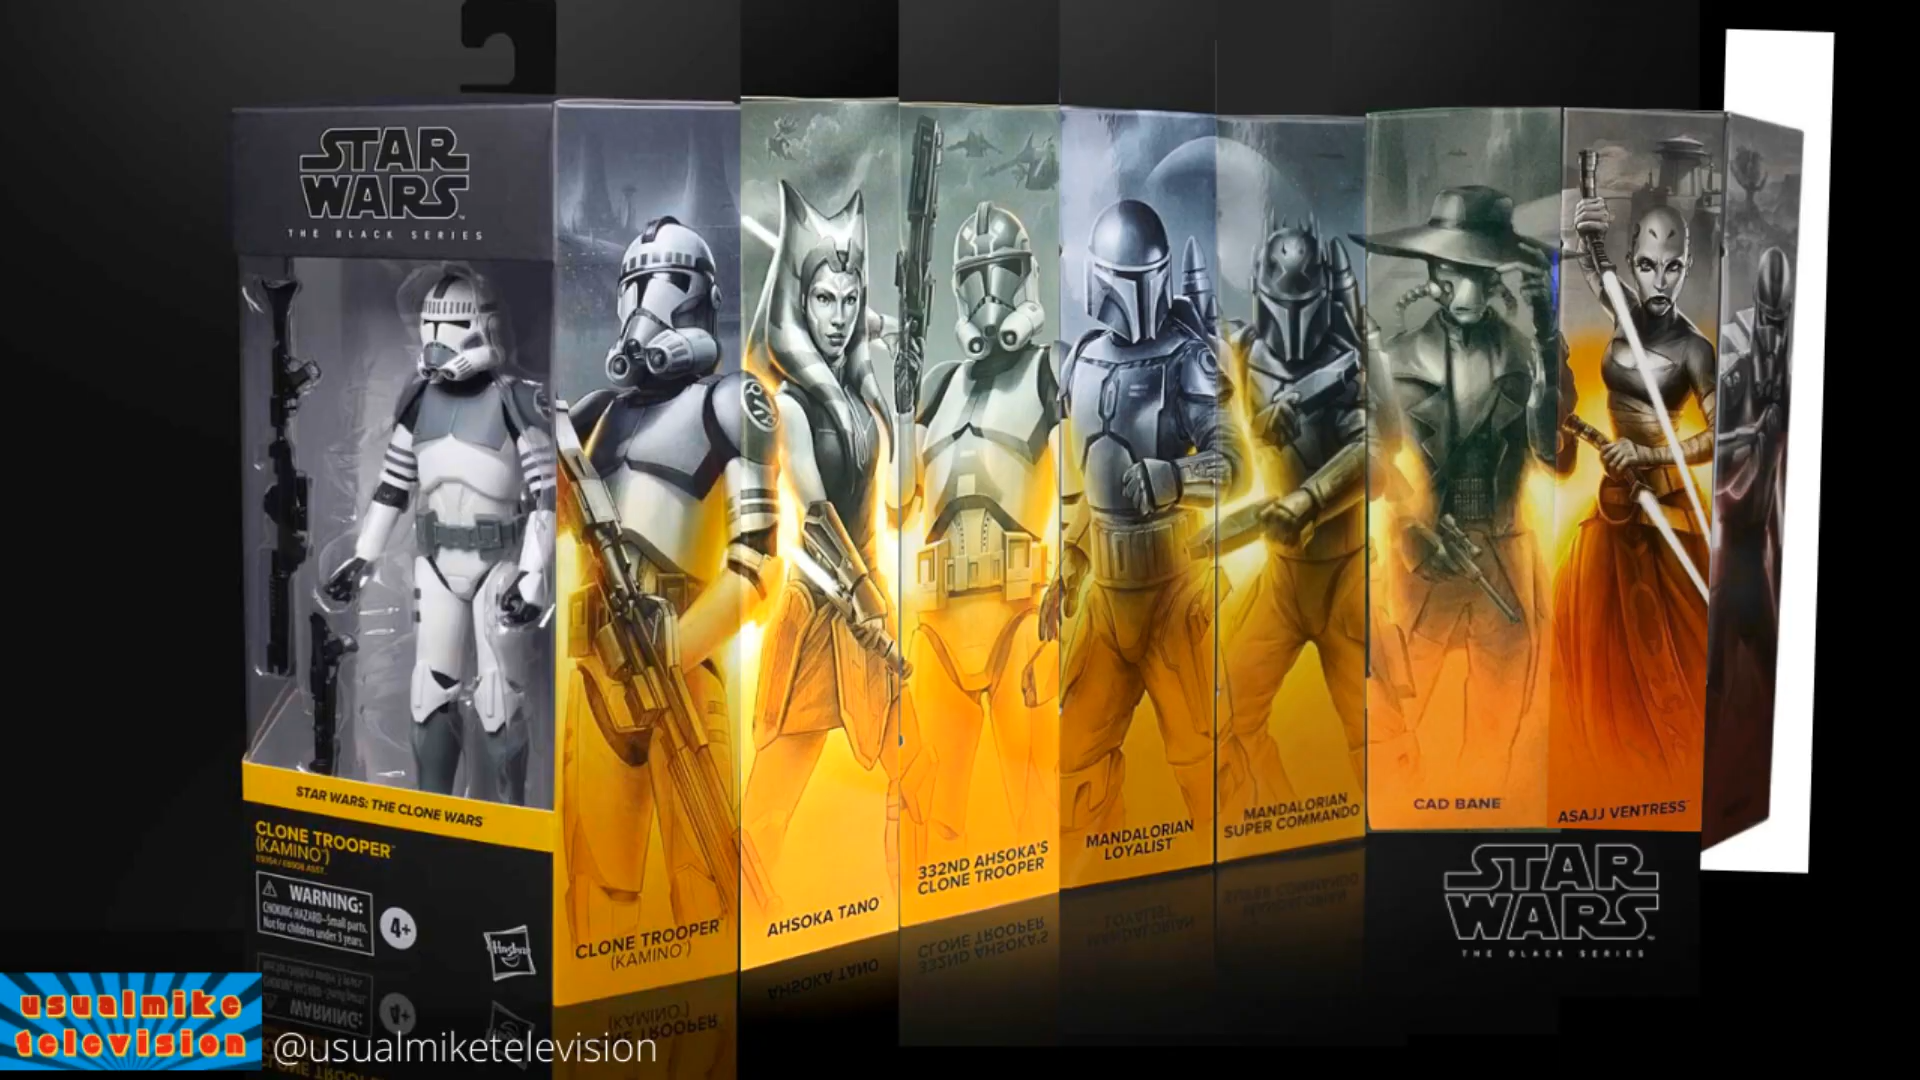 STAR
WARS
THE BLACK SERIES
STAR WARS: THE CLONE WARS
CLONE TROOPER
(KAMINO)
WARNING:
CHOKING HAZARD-Small parts.
Not for children under 3 years.
4+
Hasbro
CLONE TROOPER
(KAMINO)
AHSOKA TANO
332ND AHSOKA'S
CLONE TROOPER
MANDALORIAN
LOYALIST
MANDALORIAN
SUPER COMMANDO
CAD BANE
ASAJJ VENTRESS
STAR
WARS
THE BLACK SERIES
usualmike
television
@usualmiketelevision